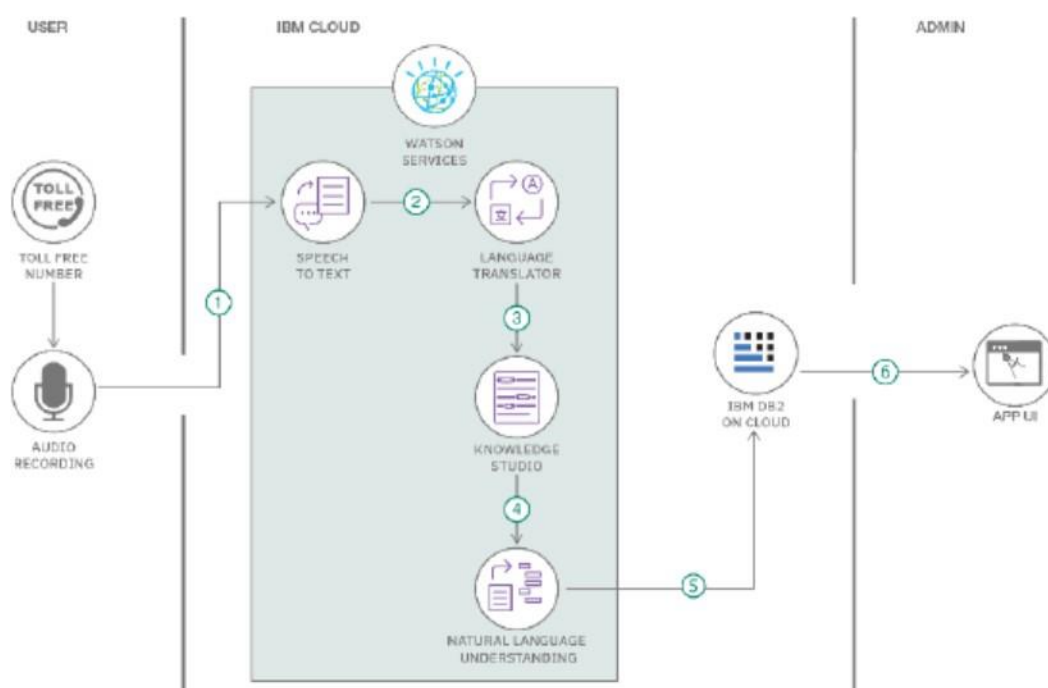 USER
IBM CLOUD
ADMIN
WATSON
SERVICES
TOLL
FREE
TOLL FREE
NUMBER
2
A
文
SPEECH
TO TEXT
LANGUAGE
TRANSLATOR
1
3
6
AUDIO
RECORDING
KNOWLEDGE
STUDIO
IBM DB2
ON CLOUD
APP UI
4
5
NATURAL LANGUAGE
UNDERSTANDING